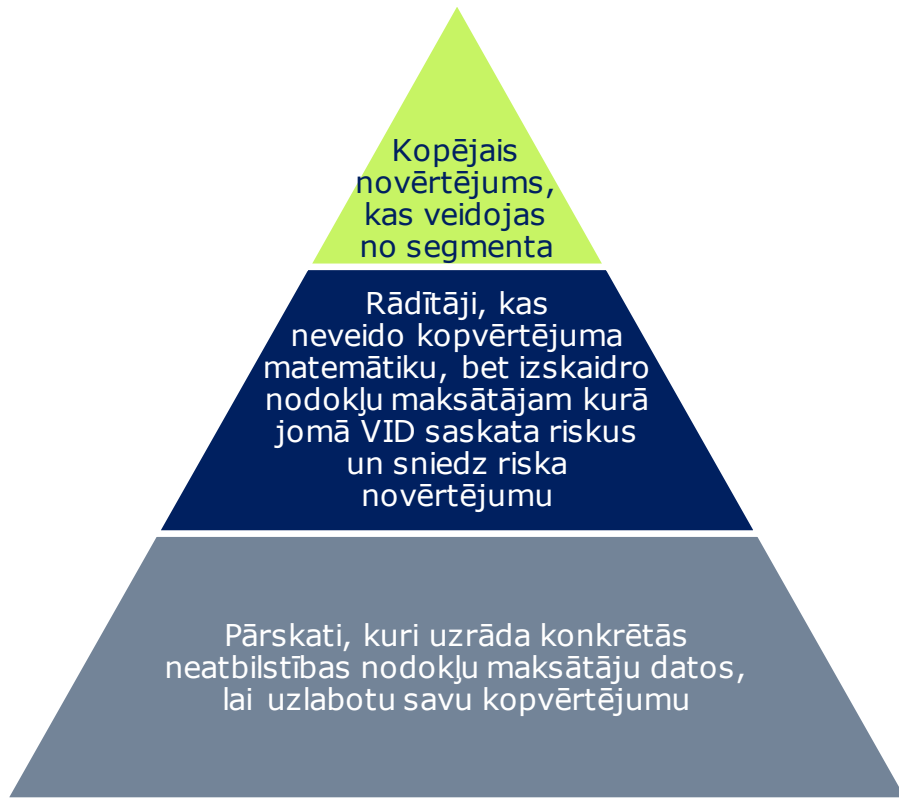 Kopējais
novērtējums,
kas veidojas
no segmenta
Rādītāji, kas
neveido kopvērtējuma
matemātiku, bet izskaidro
nodokļu maksātājam kurā
jomā VID saskata riskus
un sniedz riska
novērtējumu
Pārskati, kuri uzrāda konkrētās
neatbilstības nodokļu maksātāju datos,
lai uzlabotu savu kopvērtējumu